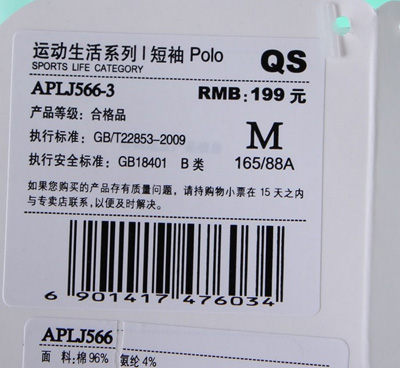 运动生活系列 | 短袖 Polo QS
SPORTS LIFE CATEGORY
APLJ566-3 RMB: 199 元
产品等级: 合格品
执行标准: GB/T22853-2009 M
执行安全标准: GB18401 B 类 165/88A
如果您购买的产品存有质量问题，请持购物小票在 15 天之内
与专卖店联系，以便及时解决。
6 901417 476034
APLJ566
面 料: 棉 96% 氨纶 4%